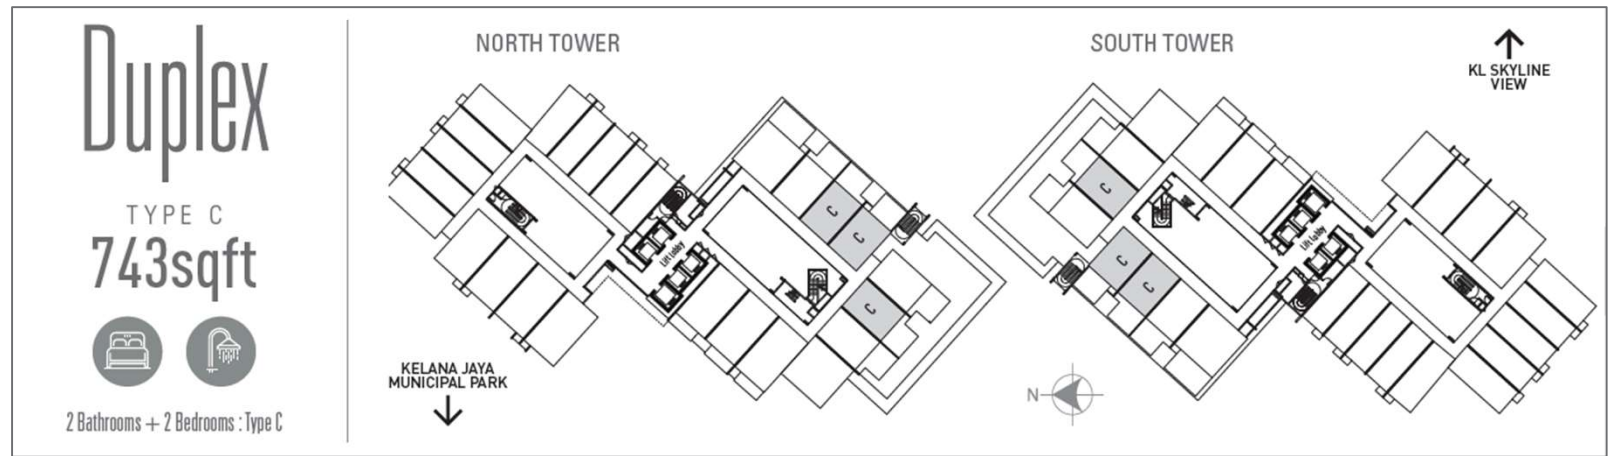 Duplex
TYPE C
743sqft
2 Bathrooms + 2 Bedrooms : Type C
NORTH TOWER
C
C
C
Lift Lobby
KELANA JAYA
MUNICIPAL PARK
SOUTH TOWER
C
C
C
Lift Lobby
N
KL SKYLINE
VIEW